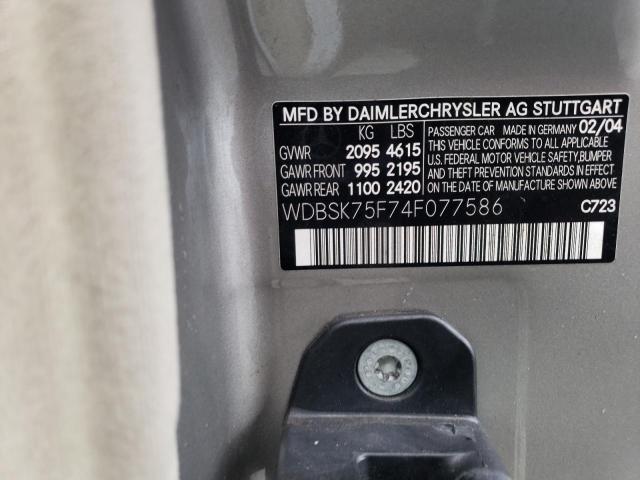 MFD BY DAIMLERCHRYSLER AG STUTTGART
KG LBS
GVWR 2095 4615
GAWR FRONT 995 2195
GAWR REAR 1100 2420
PASSENGER CAR MADE IN GERMANY 02/04
THIS VEHICLE CONFORMS TO ALL APPLICABLE
U.S. FEDERAL MOTOR VEHICLE SAFETY,BUMPER
AND THEFT PREVENTION STANDARDS IN EFFECT
ON THE DATE OF MANUFACTURE SHOWN ABOVE.
WDBSK75F74F077586
C723